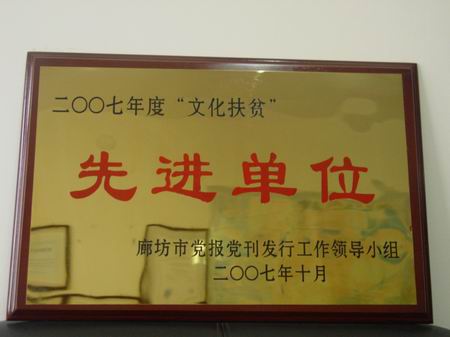 二〇〇七年度“文化扶贫”
先进单位
廊坊市党报党刊发行工作领导小组
二〇〇七年十月